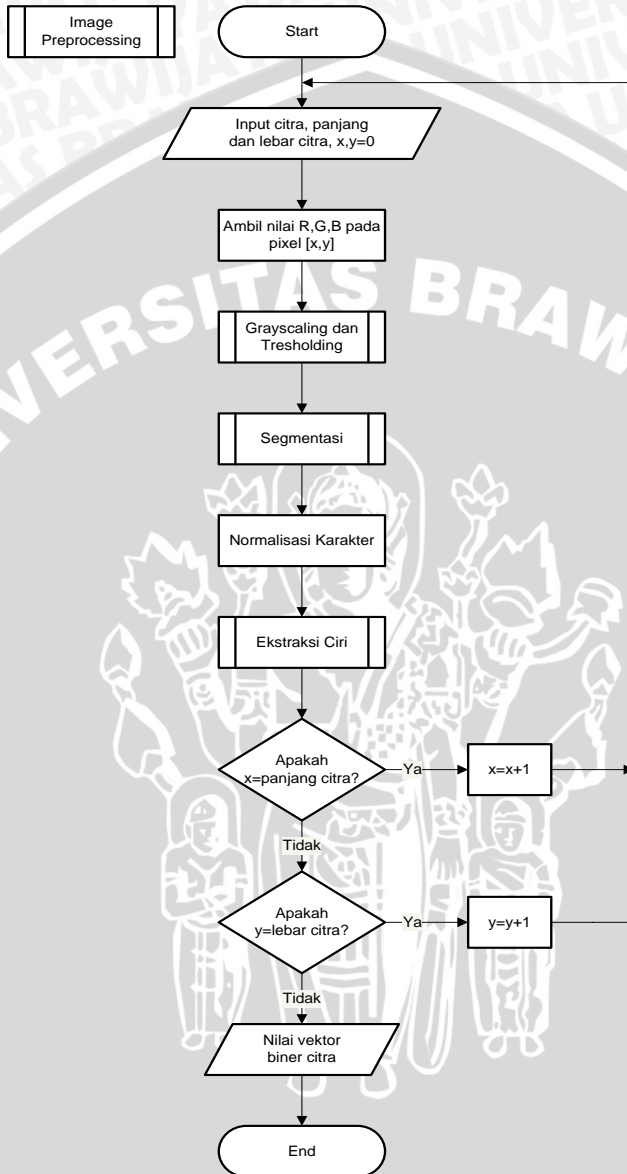 Image
Preprocessing
Start
Input citra, panjang
dan lebar citra, x,y=0
Ambil nilai R,G,B pada
pixel [x,y]
Grayscaling dan
Tresholding
Segmentasi
Normalisasi Karakter
Ekstraksi Ciri
Apakah
x=panjang citra?
Ya
x=x+1
Tidak
Apakah
y=lebar citra?
Ya
y=y+1
Tidak
Nilai vektor
biner citra
End
VERSITAS BRAW